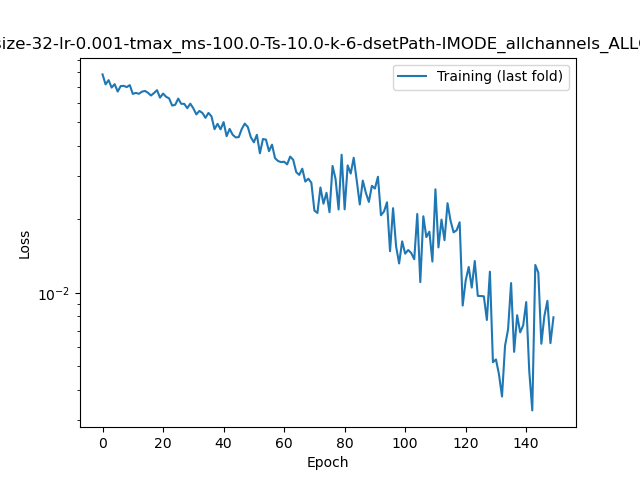 size-32-lr-0.001-tmax_ms-100.0-Ts-10.0-k-6-dsetPath-IMODE_allchannels_ALLC
Training (last fold)
Loss
10^{-2}
0 20 40 60 80 100 120 140
Epoch